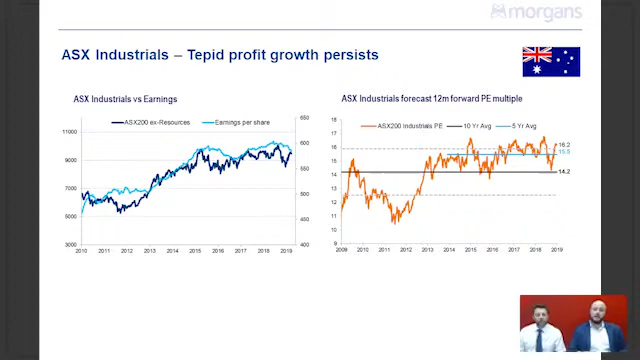 morgans
ASX Industrials – Tepid profit growth persists
ASX Industrials vs Earnings
ASX200 ex-Resources
Earnings per share
11000
9000
7000
5000
3000
650
600
550
500
450
400
2010 2011 2012 2013 2014 2015 2016 2017 2018 2019
ASX Industrials forecast 12m forward PE multiple
ASX200 Industrials PE
10 Yr Avg
5 Yr Avg
18
17
16
15
14
13
12
11
10
9
16.2
15.5
14.2
2009 2010 2011 2012 2013 2014 2015 2016 2017 2018 2019